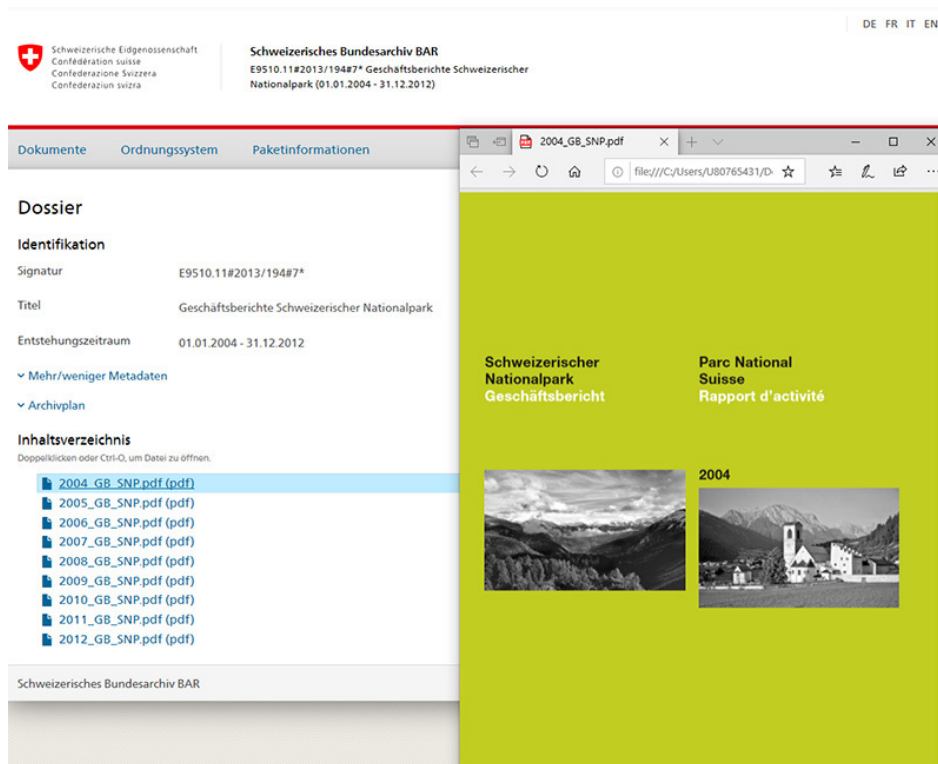 DE FR IT EN
Schweizerische Eidgenossenschaft
Confédération suisse
Confederazione Svizzera
Confederaziun svizra
Schweizerisches Bundesarchiv BAR
E9510.11#2013/194#7* Geschäftsberichte Schweizerischer
Nationalpark (01.01.2004 - 31.12.2012)
Dokumente Ordnungssystem Paketinformationen
Dossier
Identifikation
Signatur E9510.11#2013/194#7*
Titel Geschäftsberichte Schweizerischer Nationalpark
Entstehungszeitraum 01.01.2004 - 31.12.2012
Mehr/weniger Metadaten
Archivplan
Inhaltsverzeichnis
Doppelklicken oder Ctrl-O, um Datei zu öffnen.
2004_GB_SNP.pdf (pdf)
2005_GB_SNP.pdf (pdf)
2006_GB_SNP.pdf (pdf)
2007_GB_SNP.pdf (pdf)
2008_GB_SNP.pdf (pdf)
2009_GB_SNP.pdf (pdf)
2010_GB_SNP.pdf (pdf)
2011_GB_SNP.pdf (pdf)
2012_GB_SNP.pdf (pdf)
Schweizerisches Bundesarchiv BAR
2004_GB_SNP.pdf
file:///C:/Users/U80765431/D
Schweizerischer
Nationalpark
Geschäftsbericht
Parc National
Suisse
Rapport d'activité
2004